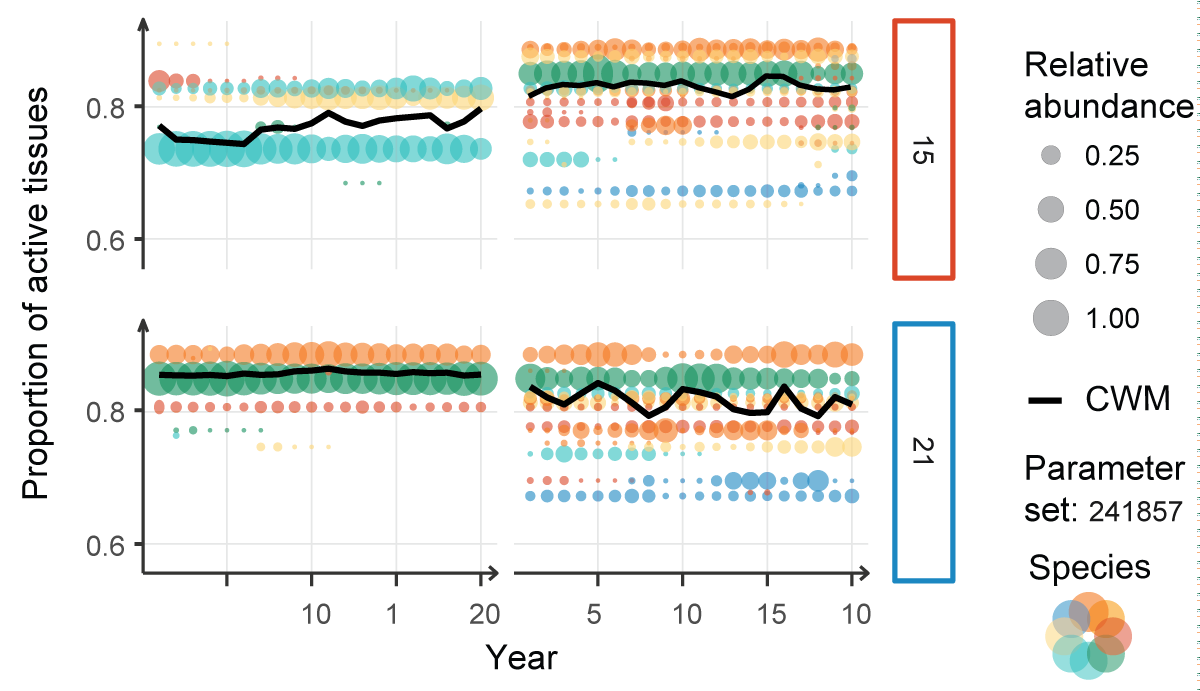 Proportion of active tissues
0.8
0.6
0.8
0.6
10 1 20
5 10 15 10
Year
15
21
Relative
abundance
0.25
0.50
0.75
1.00
CWM
Parameter
set: 241857
Species